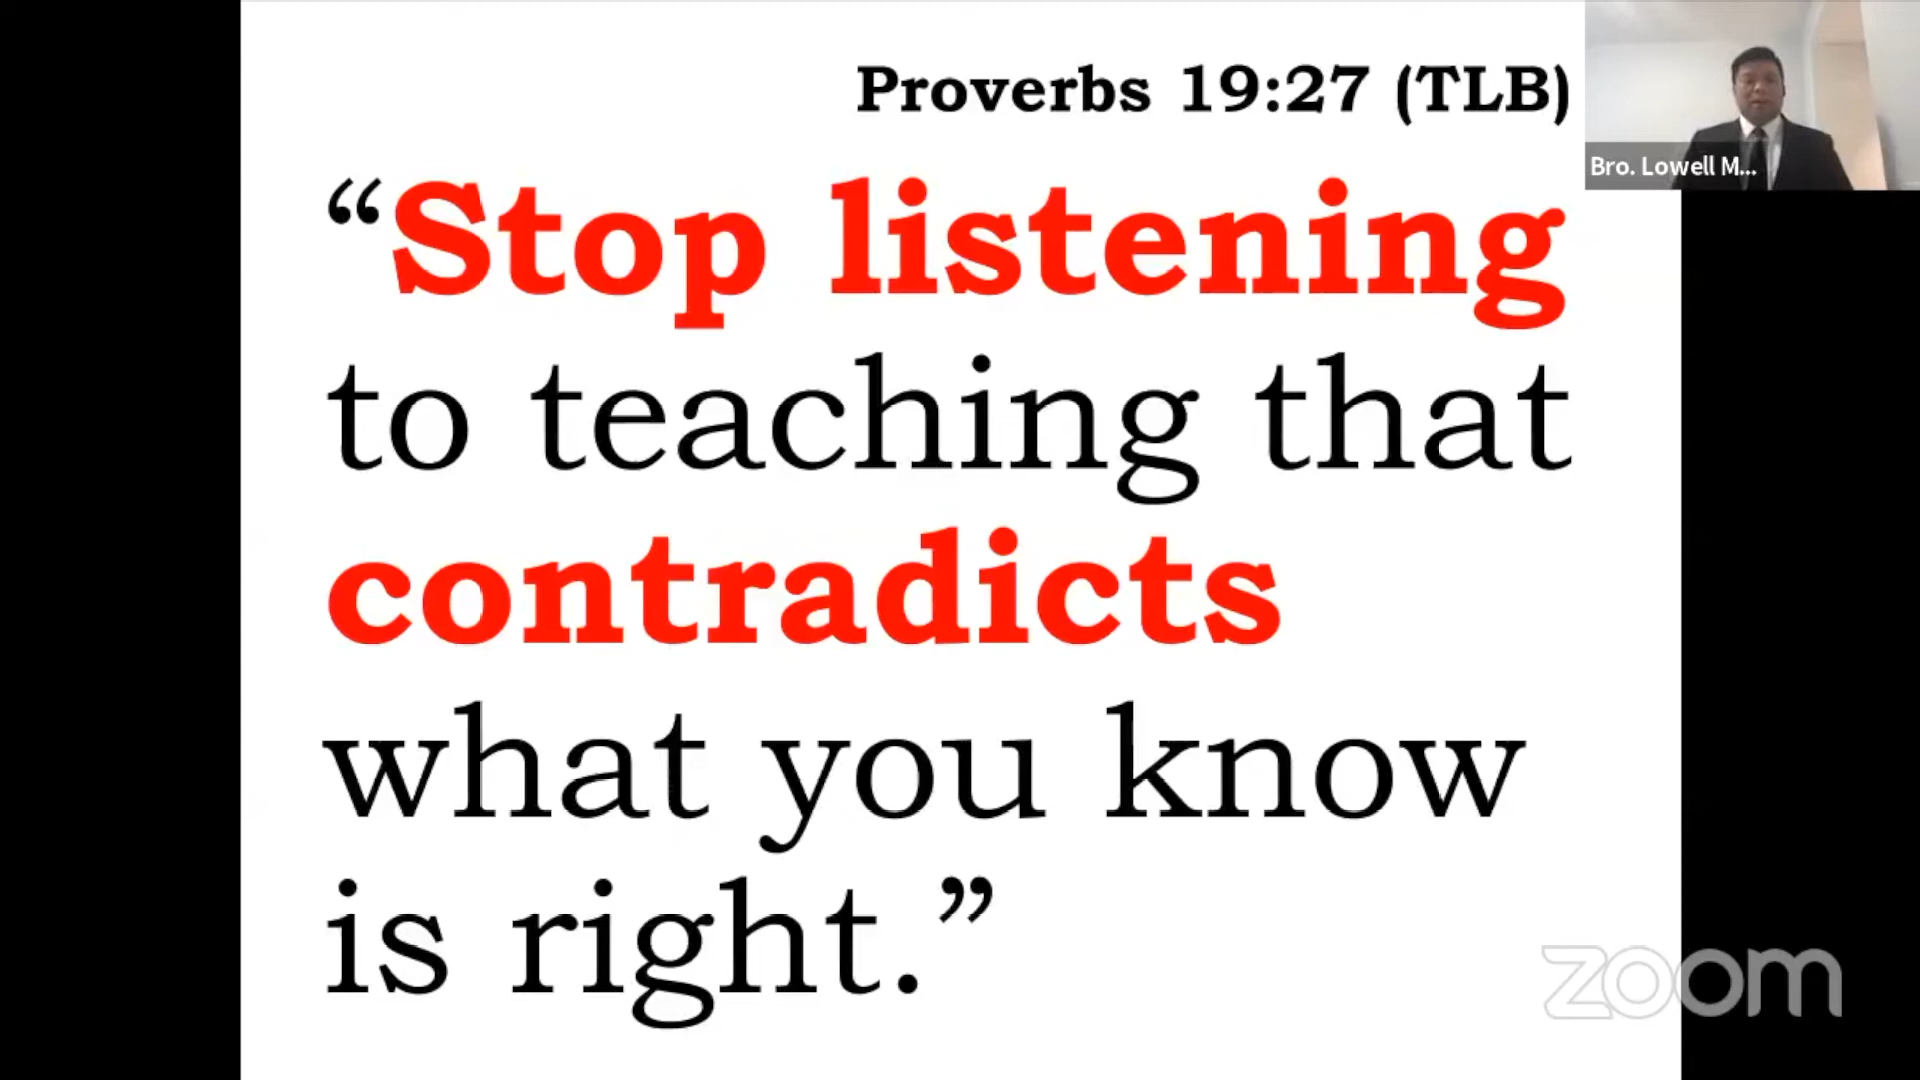 Proverbs 19:27 (TLB)
Bro. Lowell M...
“Stop listening
to teaching that
contradicts
what you know
is right.”
zoom